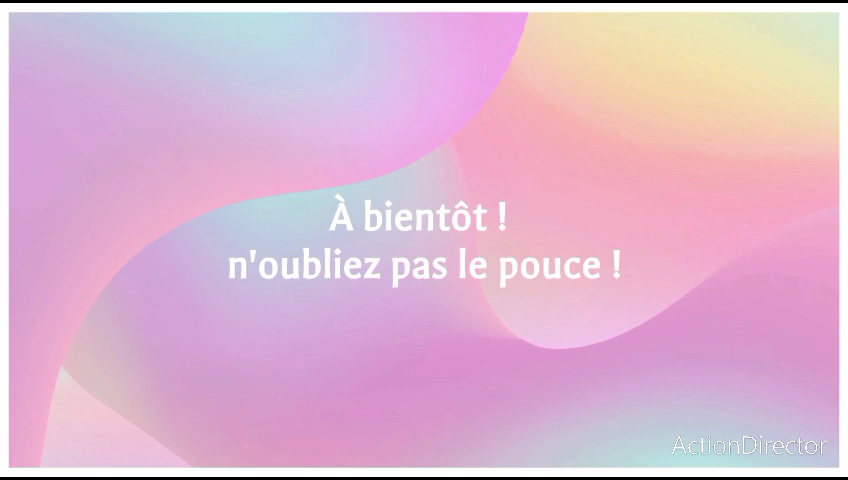 À bientôt !
n'oubliez pas le pouce !
ActionDirector